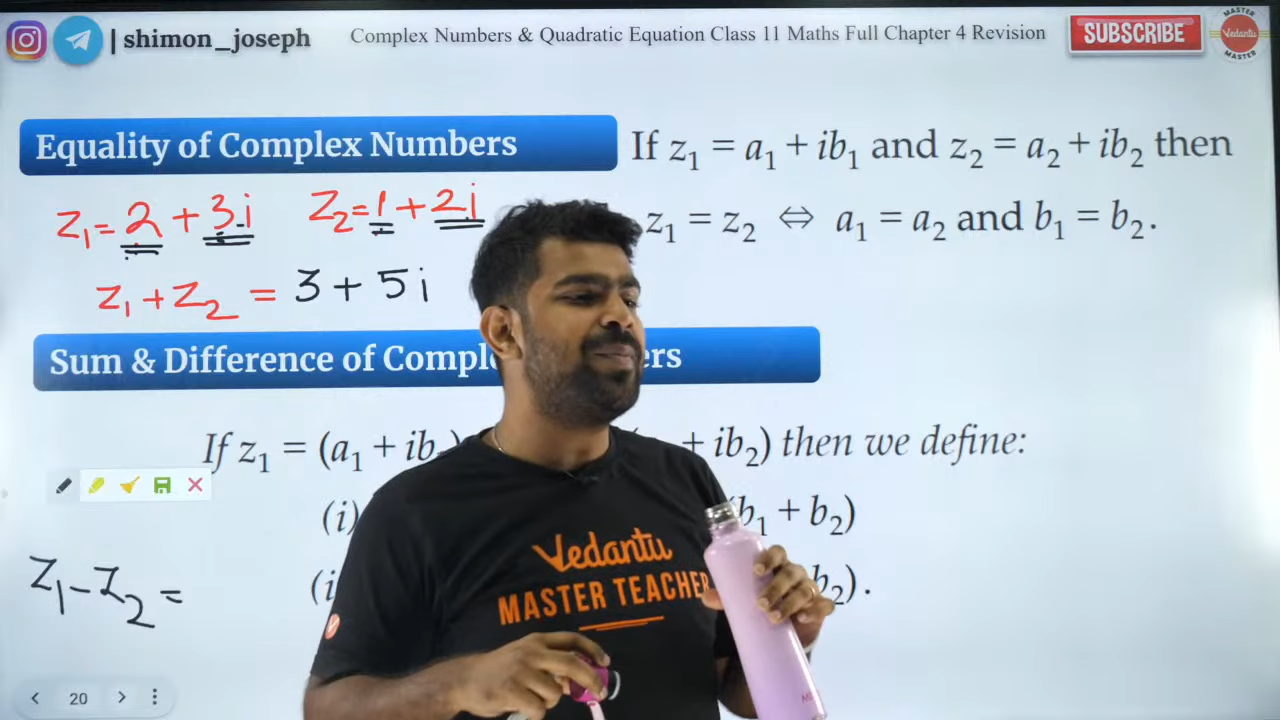 | shimon_joseph
Complex Numbers & Quadratic Equation Class 11 Maths Full Chapter 4 Revision
SUBSCRIBE
MASTER
Vedantu
MASTER
Equality of Complex Numbers
If z₁ = a₁ + ib₁ and z₂ = a₂ + ib₂ then
z₁ = z₂ ⇔ a₁ = a₂ and b₁ = b₂.
z₁ = 2 + 3i z₂ = 1 + 2i
z₁ + z₂ = 3 + 5i
Sum & Difference of
If z₁ = (a₁ + ib + ib₂) then we define:
(i) b₁ + b₂)
b₂).
z₁ - z₂ =
Vedantu
MASTER TEACHER
20